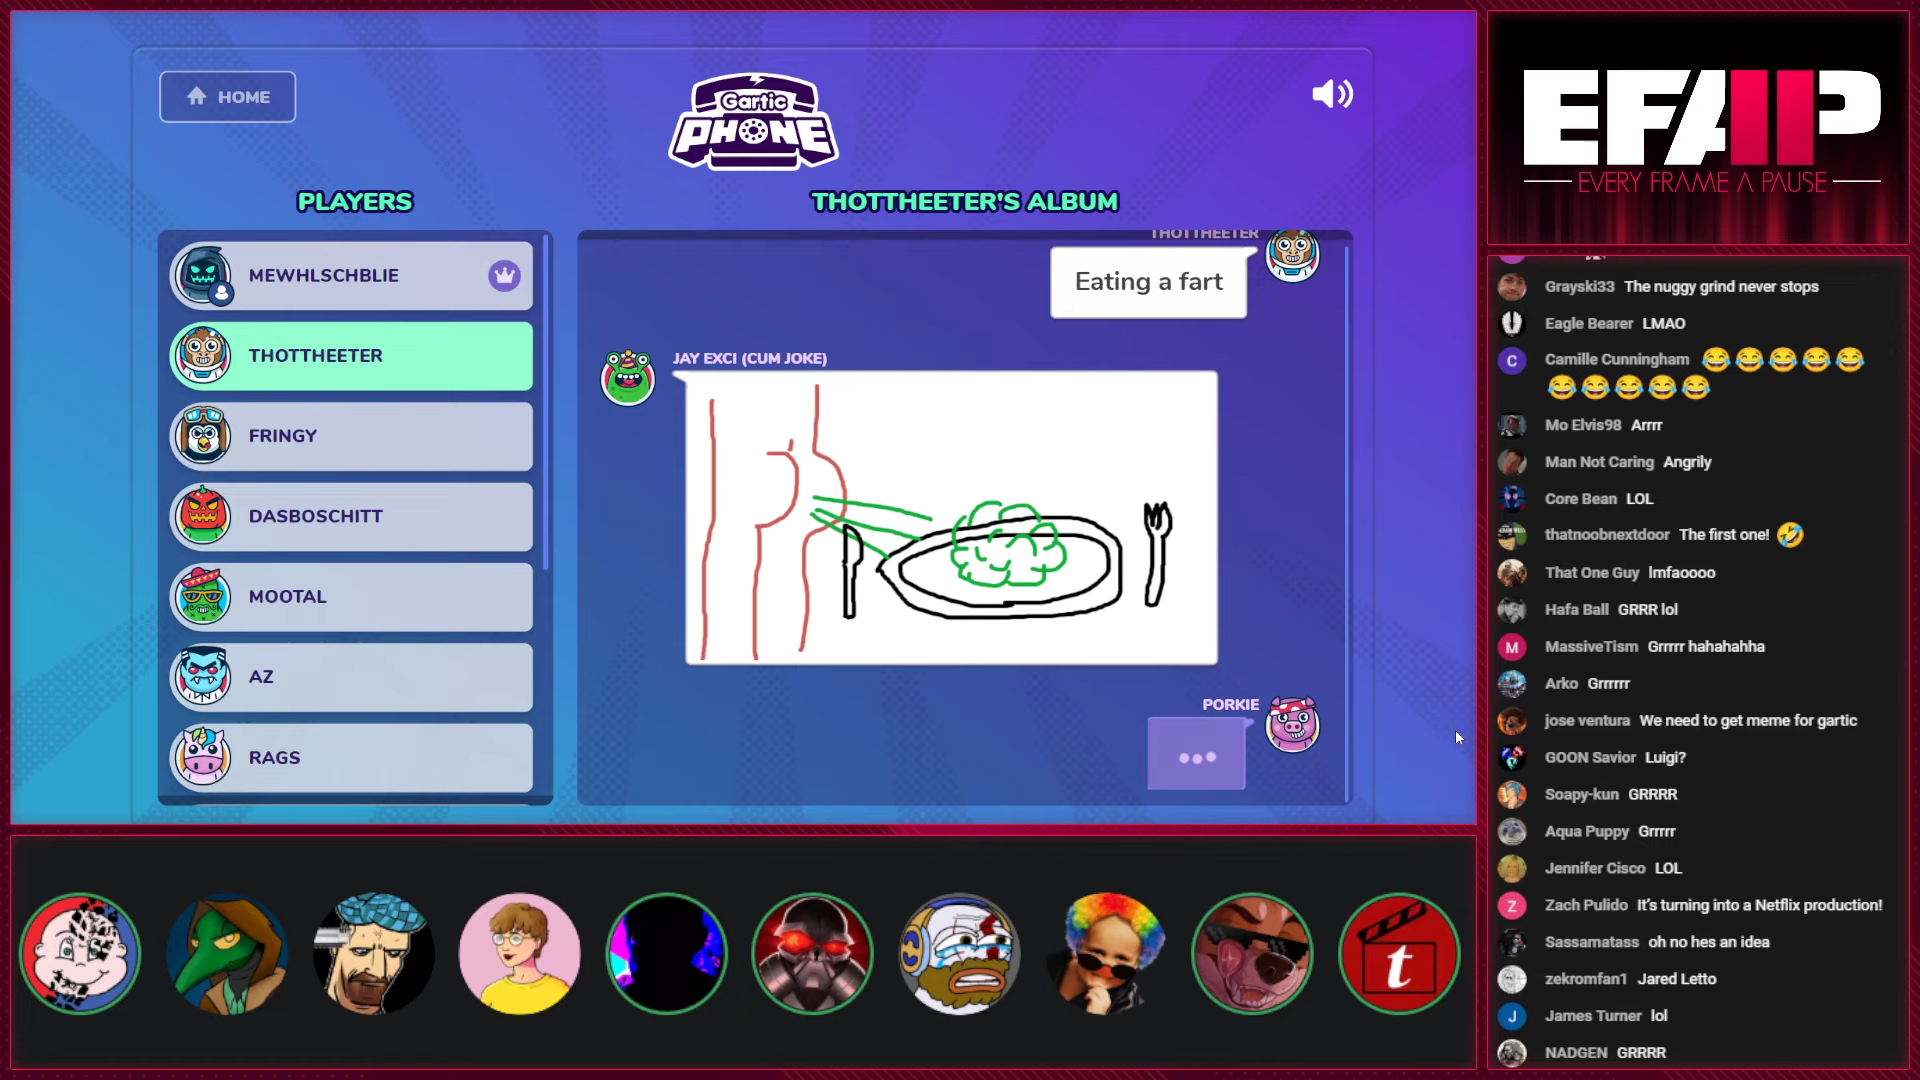 HOME
Gartic
PHONE
PLAYERS
MEWHLSCHBLIE
THOTTHEETER
FRINGY
DASBOSCHITT
MOOTAL
AZ
RAGS
THOTTHEETER'S ALBUM
THOTTHEETER
Eating a fart
JAY EXCI (CUM JOKE)
PORKIE
EFAP
EVERY FRAME A PAUSE
Grayski33 The nuggy grind never stops
Eagle Bearer LMAO
C Camille Cunningham 😂😂😂😂😂
😂😂😂😂😂
Mo Elvis98 Arrrr
Man Not Caring Angrily
Core Bean LOL
thatnoobnextdoor The first one! 🤣
That One Guy lmfaoooo
Hafa Ball GRRR lol
M MassiveTism Grrrrr hahahahha
Arko Grrrrrr
jose ventura We need to get meme for gartic
GOON Savior Luigi?
Soapy-kun GRRRR
Aqua Puppy Grrrrr
Jennifer Cisco LOL
Z Zach Pulido It's turning into a Netflix production!
Sassamatass oh no hes an idea
zekromfan1 Jared Letto
J James Turner lol
NADGEN GRRRR
t